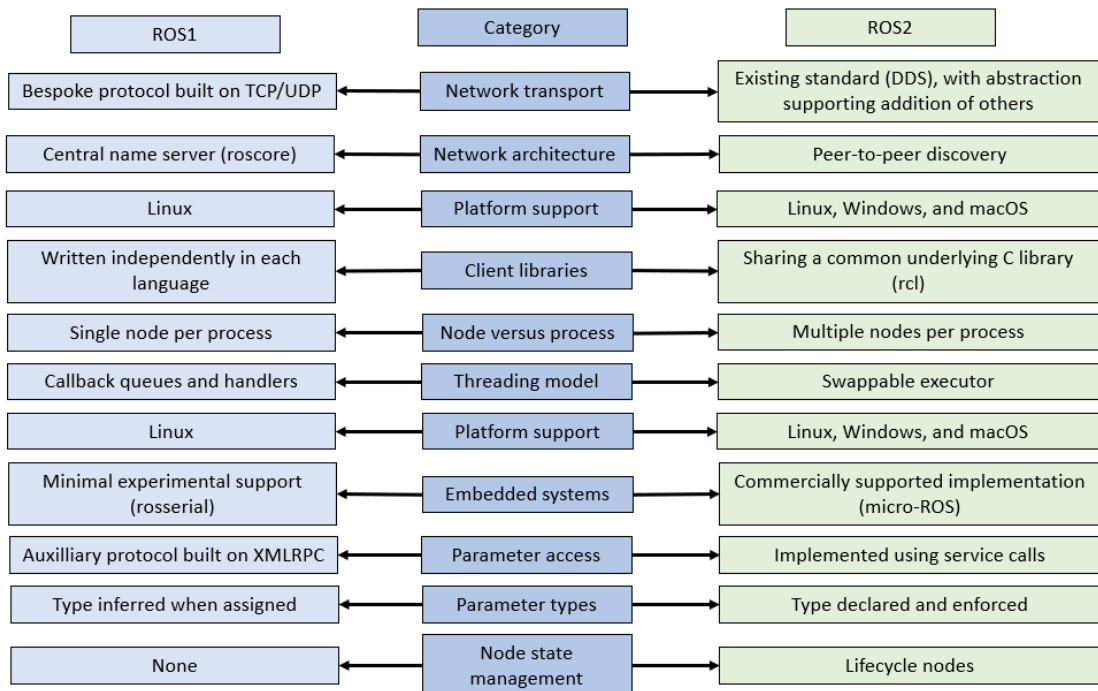 ROS1
Category
ROS2
Bespoke protocol built on TCP/UDP
Network transport
Existing standard (DDS), with abstraction
supporting addition of others
Central name server (roscore)
Network architecture
Peer-to-peer discovery
Linux
Platform support
Linux, Windows, and macOS
Written independently in each
language
Client libraries
Sharing a common underlying C library
(rcl)
Single node per process
Node versus process
Multiple nodes per process
Callback queues and handlers
Threading model
Swappable executor
Linux
Platform support
Linux, Windows, and macOS
Minimal experimental support
(rosserial)
Embedded systems
Commercially supported implementation
(micro-ROS)
Auxilliary protocol built on XMLRPC
Parameter access
Implemented using service calls
Type inferred when assigned
Parameter types
Type declared and enforced
None
Node state
management
Lifecycle nodes